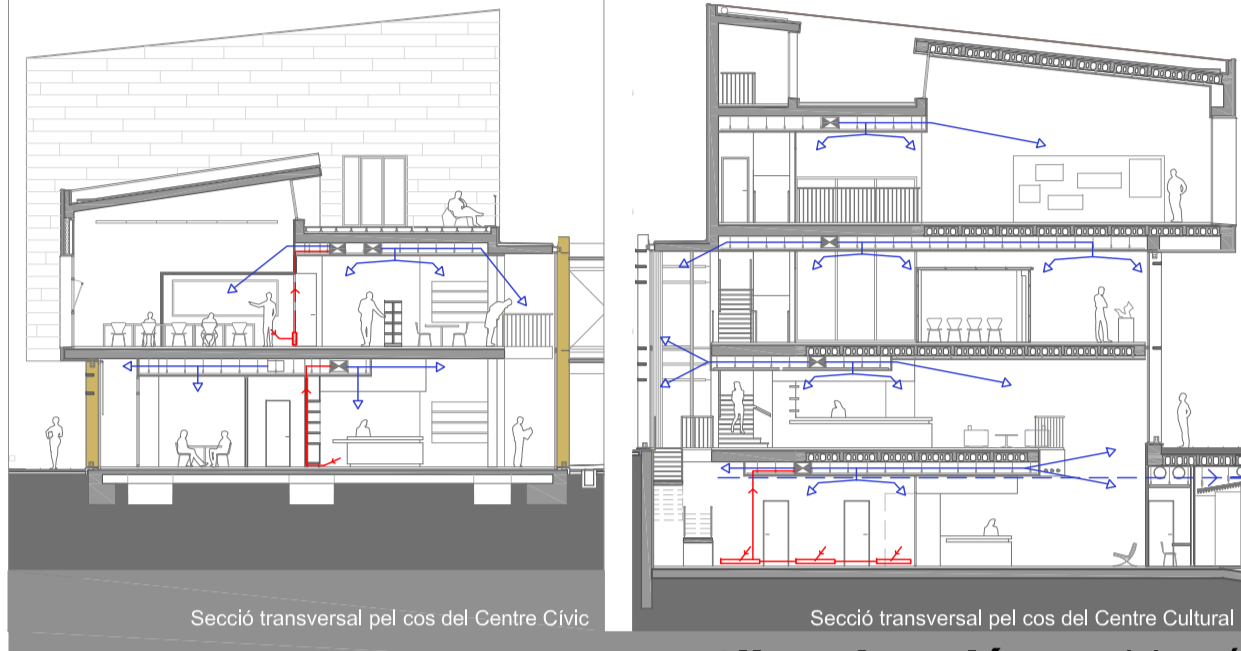 Secció transversal pel cos del Centre Cívic
Secció transversal pel cos del Centre Cultural